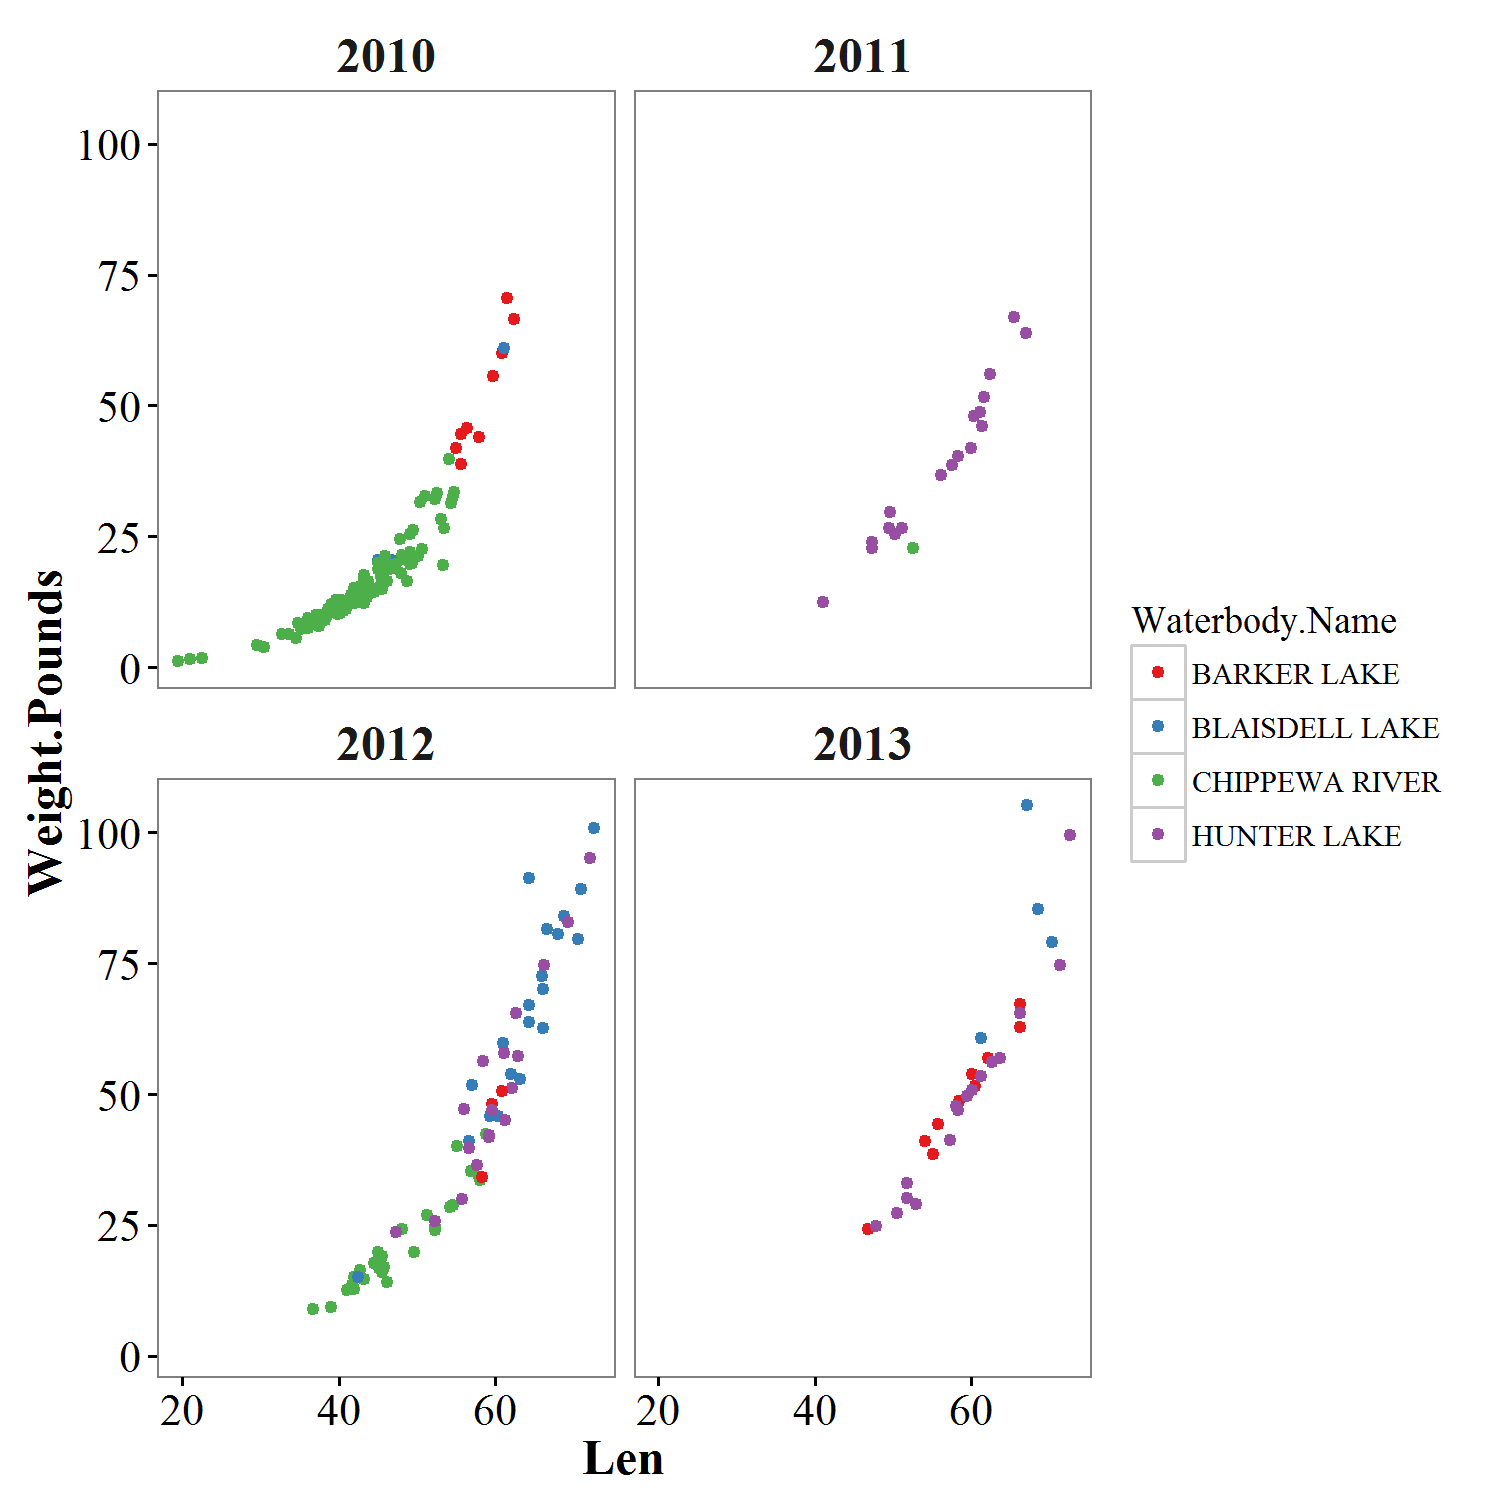 2010
2011
100
75
50
25
0
Weight.Pounds
2012
2013
100
75
50
25
0
20 40 60
20 40 60
Len
Waterbody.Name
BARKER LAKE
BLAISDELL LAKE
CHIPPEWA RIVER
HUNTER LAKE